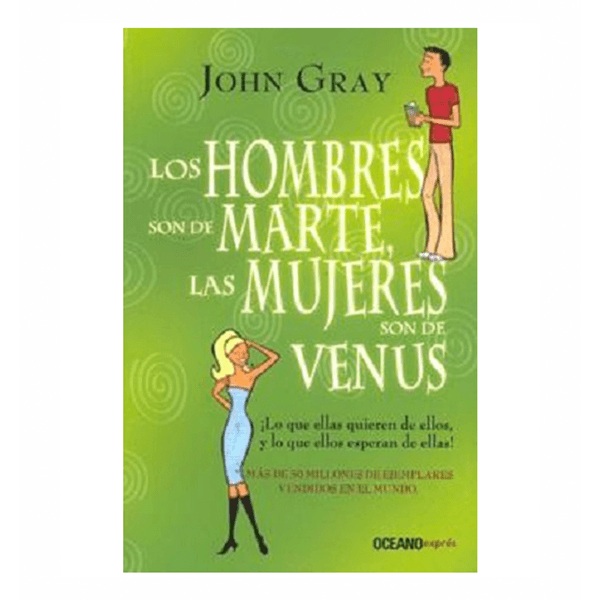 JOHN GRAY
LOS HOMBRES
SON DE MARTE,
LAS MUJERES
SON DE
VENUS
¡Lo que ellas quieren de ellos,
y lo que ellos esperan de ellas!
MÁS DE 50 MILLONES DE EJEMPLARES
VENDIDOS EN EL MUNDO.
OCEANO exprés